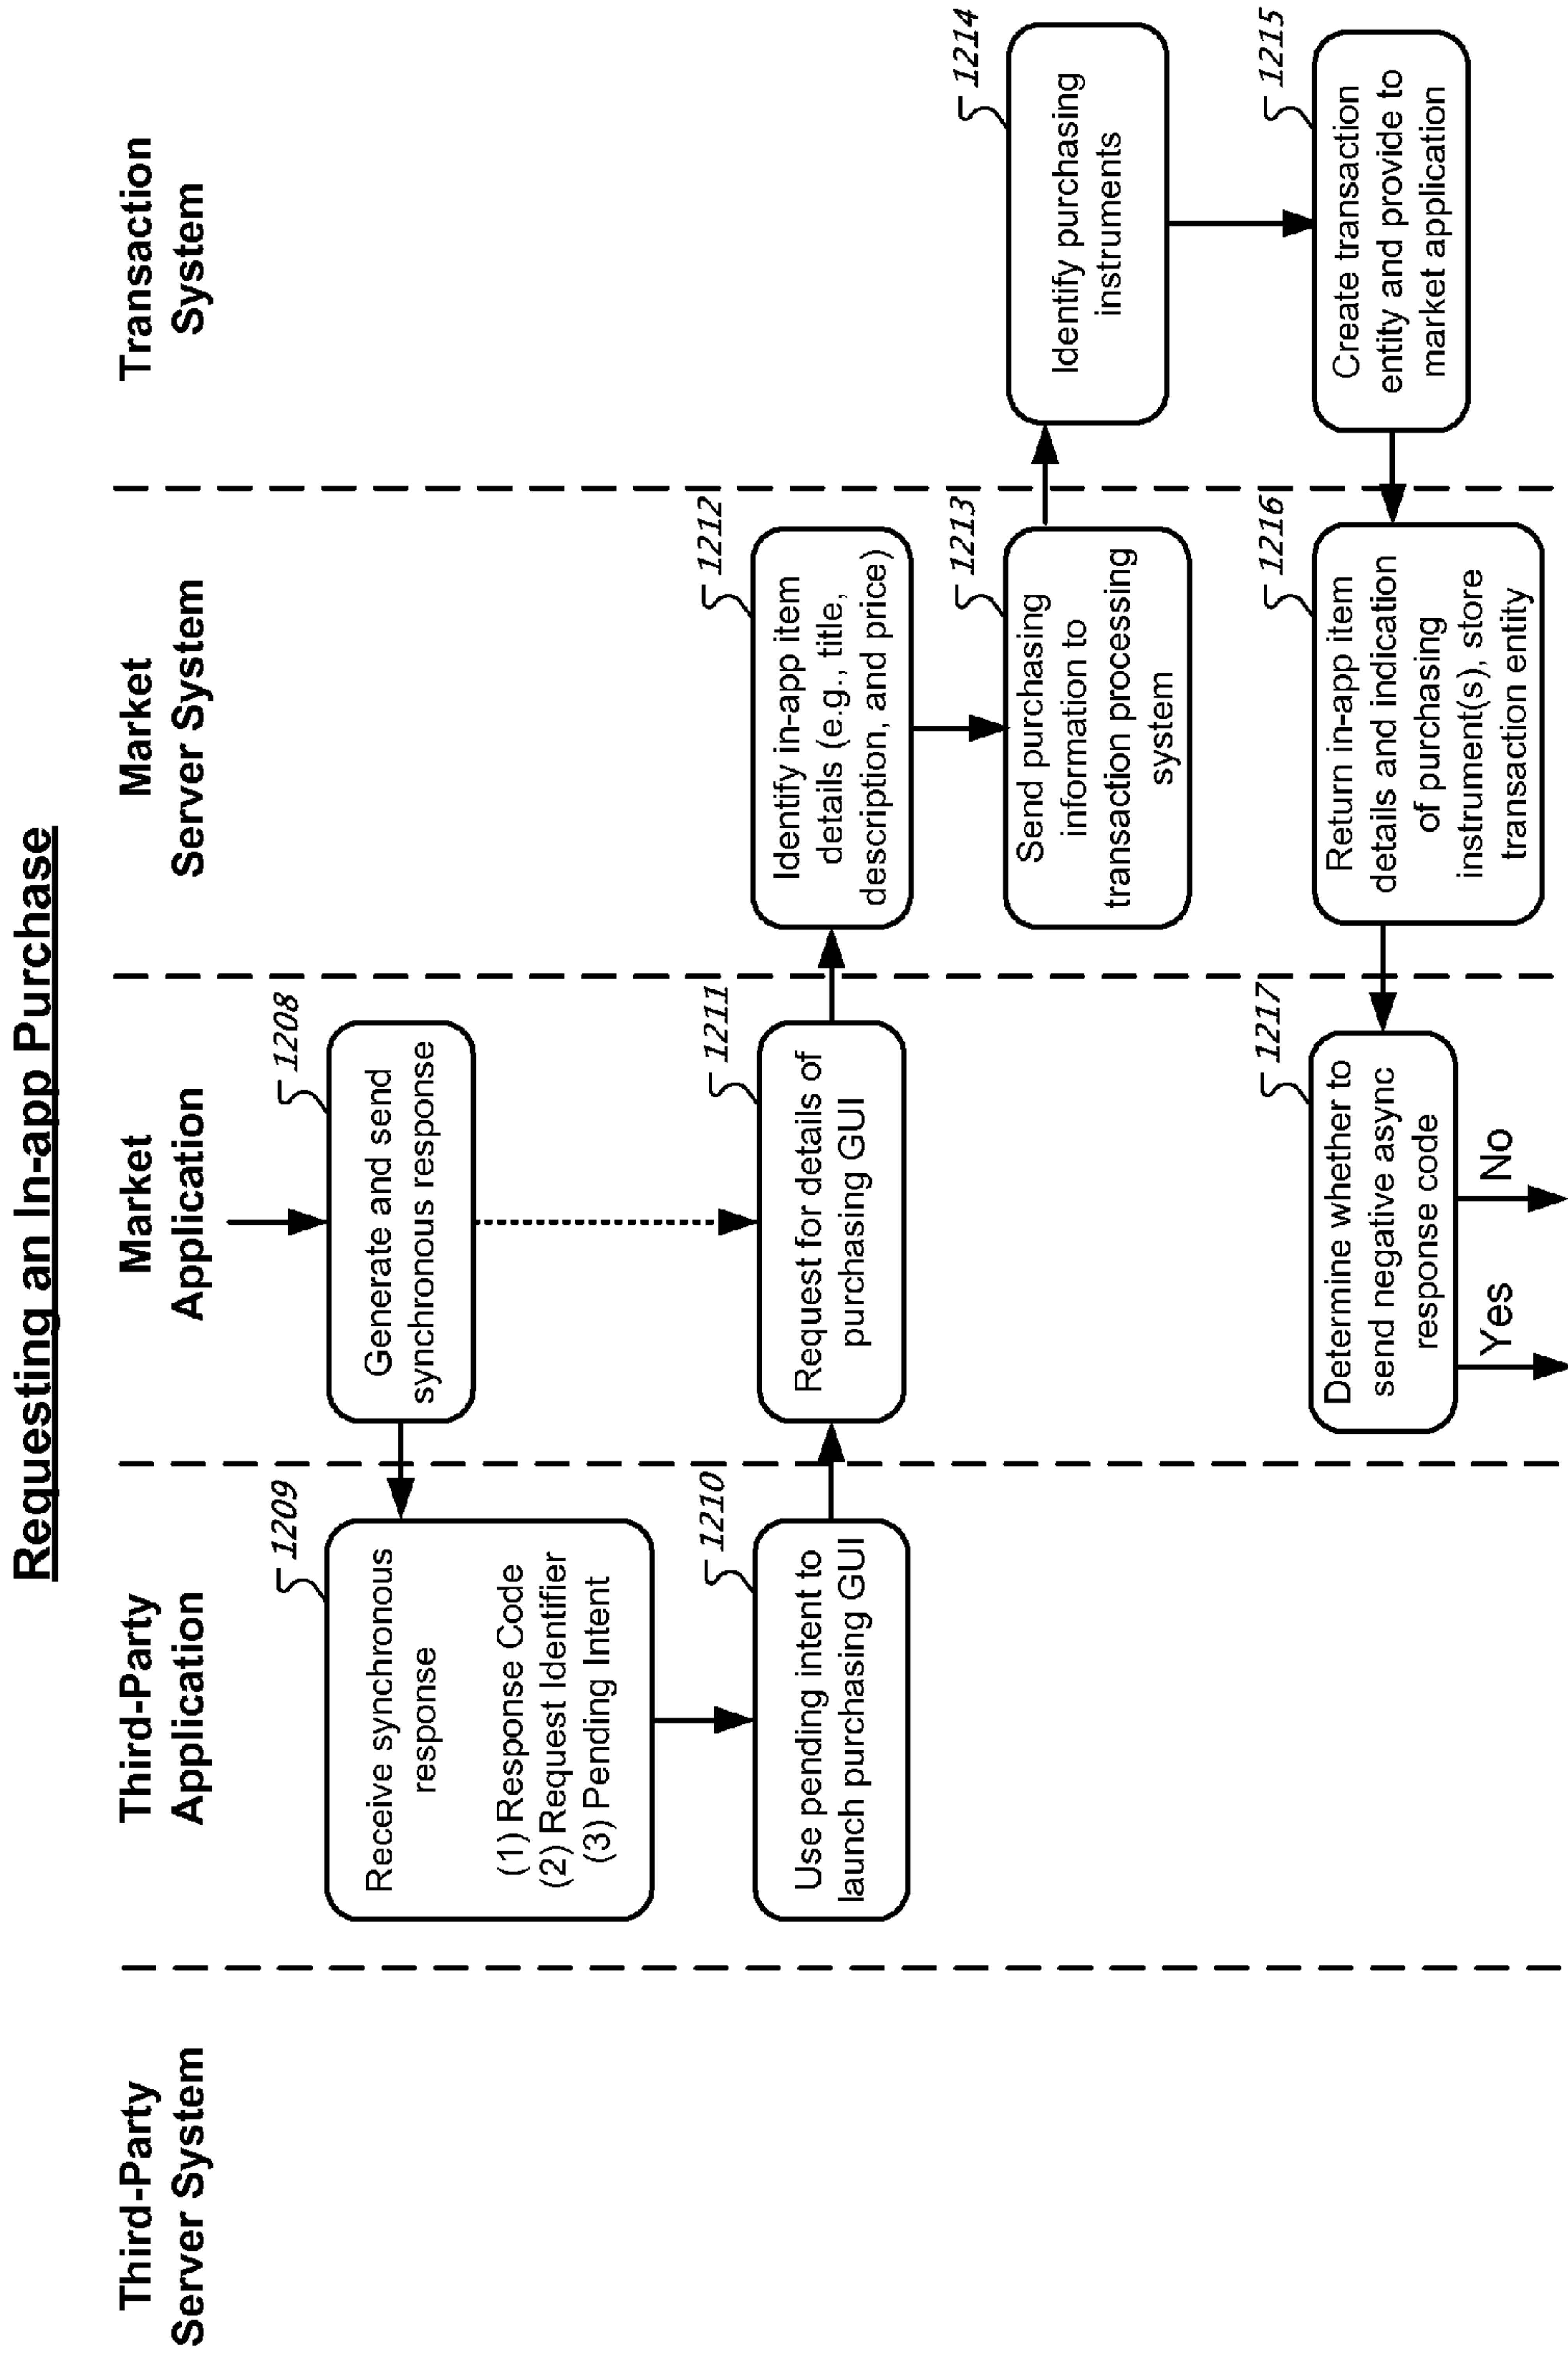 Requesting an In-app Purchase
Third-Party
Server System
Third-Party
Application
Market
Application
Market
Server System
Transaction
System
1208
Generate and send
synchronous response
1209
Receive synchronous
response
(1) Response Code
(2) Request Identifier
(3) Pending Intent
1210
Use pending intent to
launch purchasing GUI
1211
Request for details of
purchasing GUI
1212
Identify in-app item
details (e.g., title,
description, and price)
1213
Send purchasing
information to
transaction processing
system
1214
Identify purchasing
instruments
1215
Create transaction
entity and provide to
market application
1216
Return in-app item
details and indication
of purchasing
instrument(s), store
transaction entity
1217
Determine whether to
send negative async
response code
Yes
No